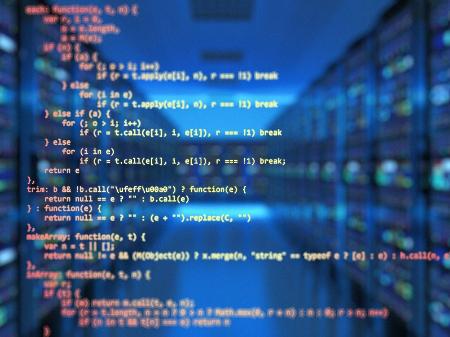 each: function(e, t, n) {
var r, i = 0,
o = e.length,
a = M(e);
if (n) {
if (a) {
for (; o > i; i++)
if (r = t.apply(e[i], n), r === !1) break
} else
for (i in e)
if (r = t.apply(e[i], n), r === !1) break
} else if (a) {
for (; o > i; i++)
if (r = t.call(e[i], i, e[i]), r === !1) break
} else
for (i in e)
if (r = t.call(e[i], i, e[i]), r === !1) break;
return e
},
trim: b && !b.call("\ufeff\u00a0") ? function(e) {
return null == e ? "" : b.call(e)
} : function(e) {
return null == e ? "" : (e + "").replace(C, "")
},
makeArray: function(e, t) {
var n = t || [];
return null != e && (M(Object(e)) ? x.merge(n, "string" == typeof e ? [e] : e) : h.call(n, e
},
inArray: function(e, t, n) {
var r;
if (t) {
if (m) return m.call(t, e, n);
for (r = t.length, n = n ? 0 > n ? Math.max(0, r + n) : n : 0; r > n; n++)
if (n in t && t[n] === e) return n
}